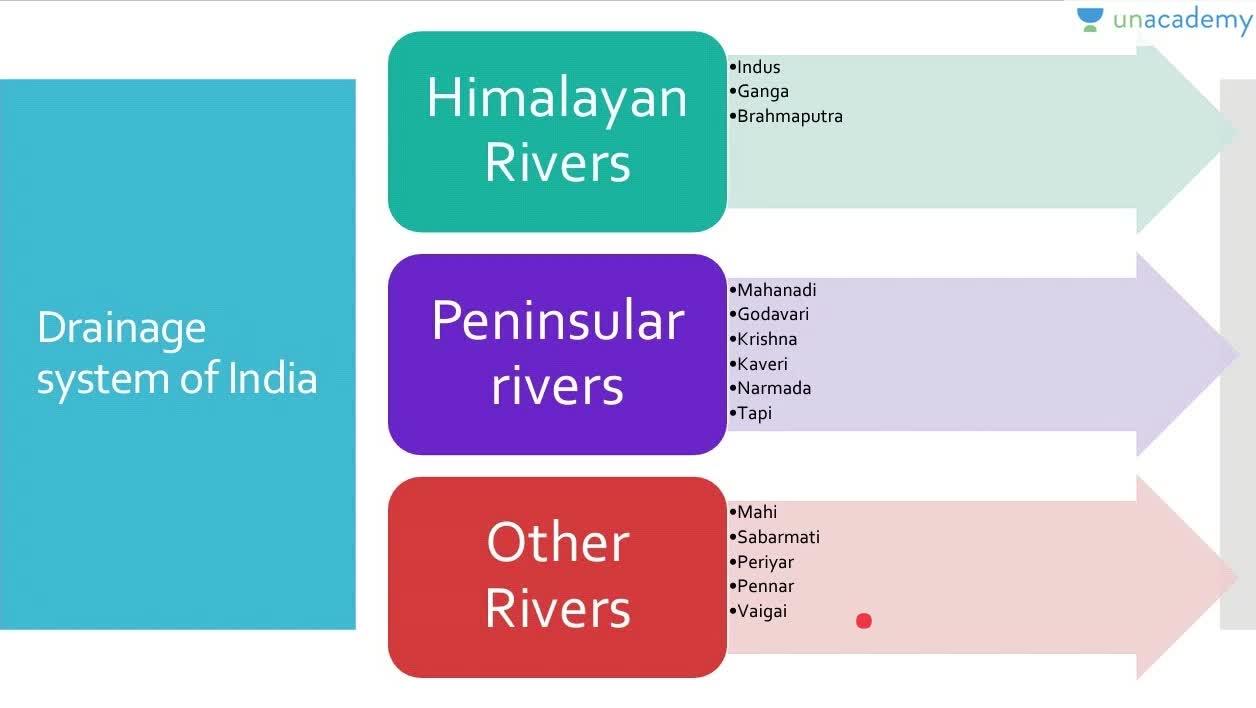 unacademy
Drainage
system of India
Himalayan
Rivers
•Indus
•Ganga
•Brahmaputra
Peninsular
rivers
•Mahanadi
•Godavari
•Krishna
•Kaveri
•Narmada
•Tapi
Other
Rivers
•Mahi
•Sabarmati
•Periyar
•Pennar
•Vaigai